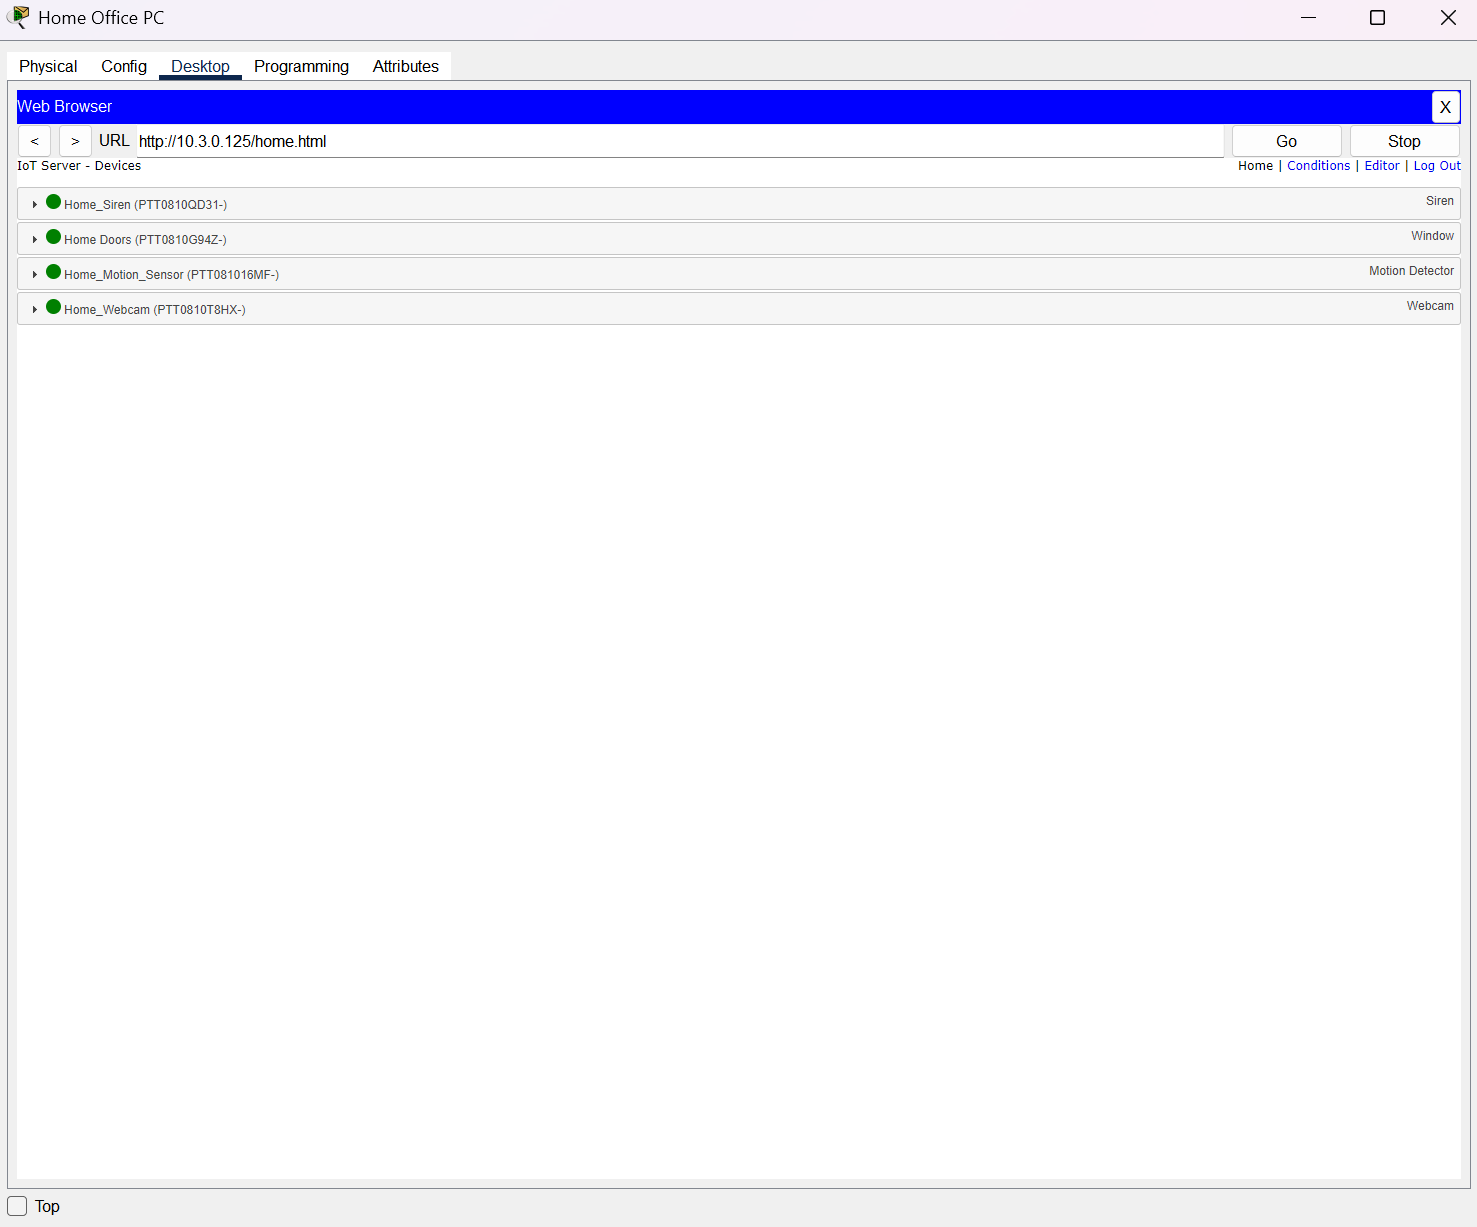 Home Office PC
Physical Config Desktop Programming Attributes
Web Browser X
< > URL http://10.3.0.125/home.html Go Stop
IoT Server - Devices Home | Conditions | Editor | Log Out
Home_Siren (PTT0810QD31-) Siren
Home Doors (PTT0810G94Z-) Window
Home_Motion_Sensor (PTT081016MF-) Motion Detector
Home_Webcam (PTT0810T8HX-) Webcam
Top